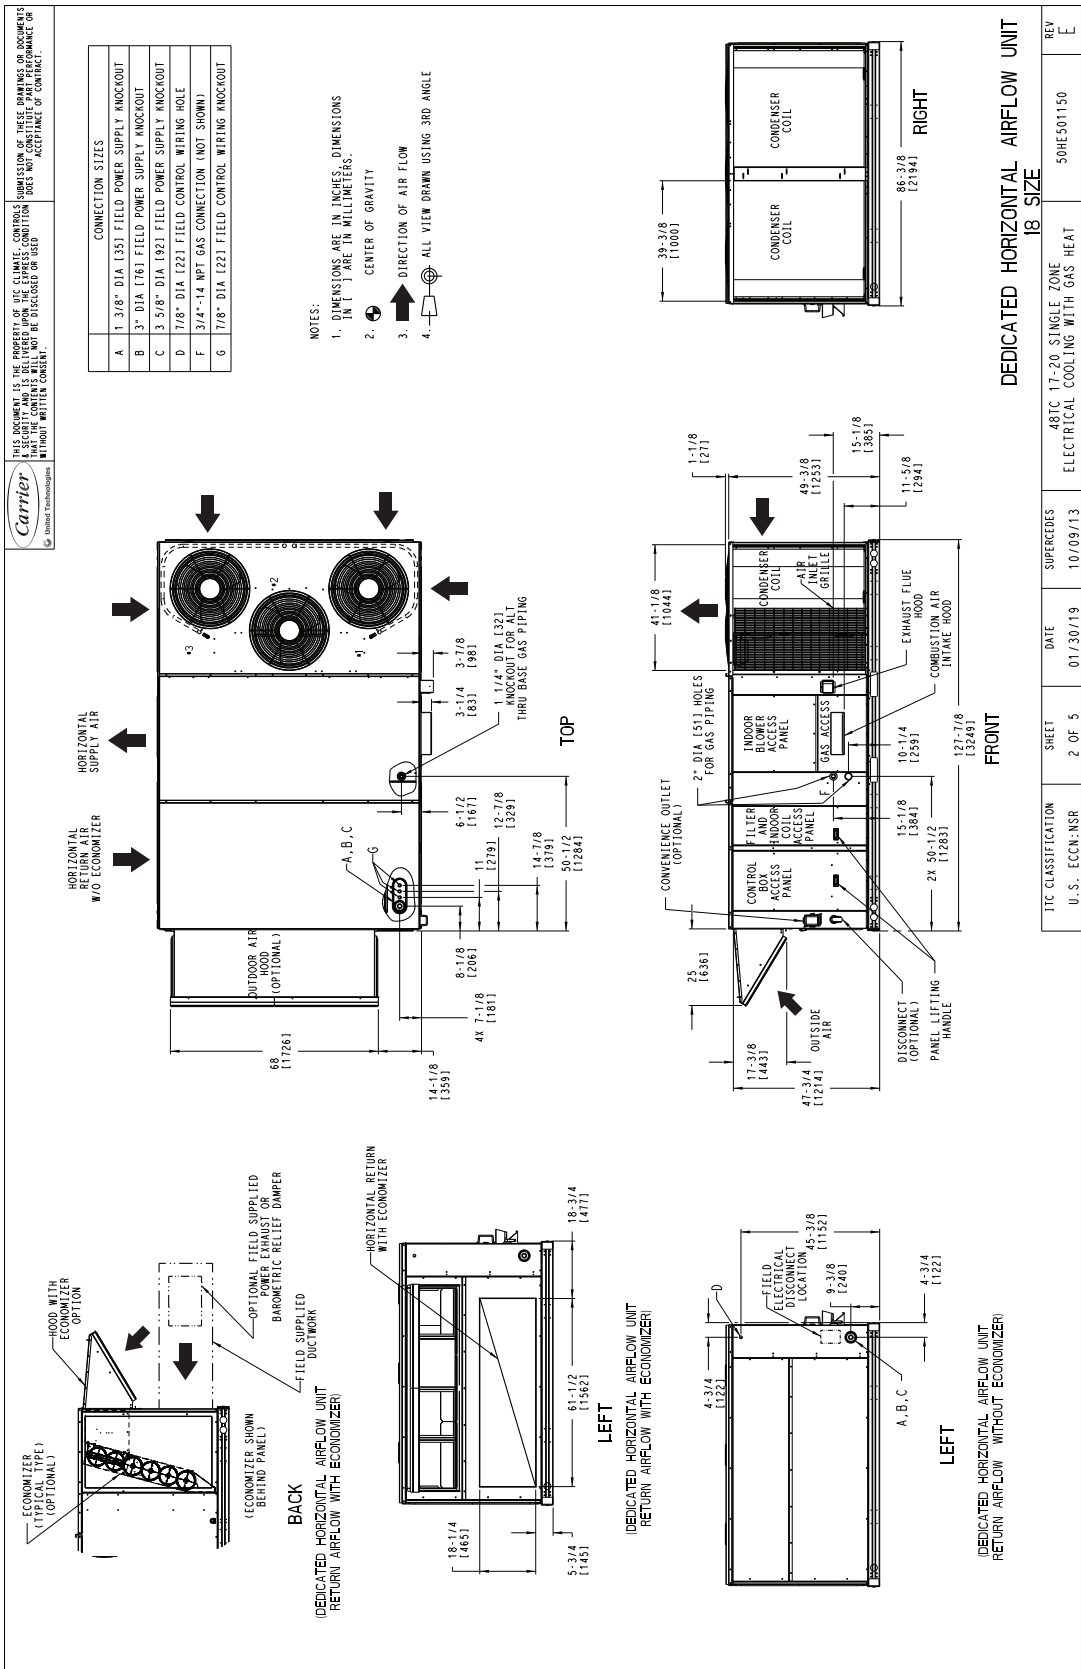 Carrier
United Technologies
THIS DOCUMENT IS THE PROPERTY OF UTC CLIMATE, CONTROLS
& SECURITY AND IS DELIVERED UPON THE EXPRESS CONDITION
THAT THE CONTENTS WILL NOT BE DISCLOSED OR USED
WITHOUT WRITTEN CONSENT.
SUBMISSION OF THESE DRAWINGS OR DOCUMENTS
DOES NOT CONSTITUTE PART PERFORMANCE OR
ACCEPTANCE OF CONTRACT.
CONNECTION SIZES
A 1 3/8" DIA [35] FIELD POWER SUPPLY KNOCKOUT
B 3" DIA [76] FIELD POWER SUPPLY KNOCKOUT
C 3 5/8" DIA [92] FIELD POWER SUPPLY KNOCKOUT
D 7/8" DIA [22] FIELD CONTROL WIRING HOLE
F 3/4"-14 NPT GAS CONNECTION (NOT SHOWN)
G 7/8" DIA [22] FIELD CONTROL WIRING KNOCKOUT
NOTES:
1. DIMENSIONS ARE IN INCHES, DIMENSIONS
IN [ ] ARE IN MILLIMETERS.
2. CENTER OF GRAVITY
3. DIRECTION OF AIR FLOW
4. ALL VIEW DRAWN USING 3RD ANGLE
ECONOMIZER
(TYPICAL TYPE)
(OPTIONAL)
HOOD WITH
ECONOMIZER
OPTION
(ECONOMIZER SHOWN
BEHIND PANEL)
OPTIONAL FIELD SUPPLIED
POWER EXHAUST OR
BAROMETRIC RELIEF DAMPER
FIELD SUPPLIED
DUCTWORK
BACK
(DEDICATED HORIZONTAL AIRFLOW UNIT
RETURN AIRFLOW WITH ECONOMIZER)
HORIZONTAL
RETURN AIR
W/O ECONOMIZER
HORIZONTAL
SUPPLY AIR
OUTDOOR AIR
HOOD
(OPTIONAL)
68
[1726]
14-1/8
[359]
4X 7-1/8
[181]
8-1/8
[206]
A,B,C
G
11
[279]
12-7/8
[329]
14-7/8
[379]
50-1/2
[1284]
6-1/2
[167]
3-1/4
[83]
3-7/8
[98]
1 1/4" DIA [32]
KNOCKOUT FOR ALT
THRU BASE GAS PIPING
3
2
1
TOP
HORIZONTAL RETURN
WITH ECONOMIZER
18-1/4
[465]
5-3/4
[145]
61-1/2
[1562]
18-3/4
[477]
LEFT
(DEDICATED HORIZONTAL AIRFLOW UNIT
RETURN AIRFLOW WITH ECONOMIZER)
CONVENIENCE OUTLET
(OPTIONAL)
2" DIA [51] HOLES
FOR GAS PIPING
25
[636]
17-3/8
[443]
47-3/4
[1214]
OUTSIDE
AIR
DISCONNECT
(OPTIONAL)
PANEL LIFTING
HANDLE
CONTROL
BOX
ACCESS
PANEL
FILTER
AND
INDOOR
COIL
ACCESS
PANEL
INDOOR
BLOWER
ACCESS
PANEL
GAS ACCESS
F
CONDENSER
COIL
AIR
INLET
GRILLE
41-1/8
[1044]
1-1/8
[27]
49-3/8
[1253]
15-1/8
[385]
11-5/8
[294]
EXHAUST FLUE
HOOD
COMBUSTION AIR
INTAKE HOOD
10-1/4
[259]
15-1/8
[384]
2X 50-1/2
[1283]
127-7/8
[3249]
FRONT
39-3/8
[1000]
CONDENSER
COIL
CONDENSER
COIL
86-3/8
[2194]
RIGHT
D
FIELD
ELECTRICAL
DISCONNECT
LOCATION
4-3/4
[122]
45-3/8
[1152]
9-3/8
[240]
4-3/4
[122]
A,B,C
LEFT
(DEDICATED HORIZONTAL AIRFLOW UNIT
RETURN AIRFLOW WITHOUT ECONOMIZER)
DEDICATED HORIZONTAL AIRFLOW UNIT
18 SIZE
ITC CLASSIFICATION
U.S. ECCN:NSR
SHEET
2 OF 5
DATE
01/30/19
SUPERCEDES
10/09/13
48TC 17-20 SINGLE ZONE
ELECTRICAL COOLING WITH GAS HEAT
50HE501150
REV
E